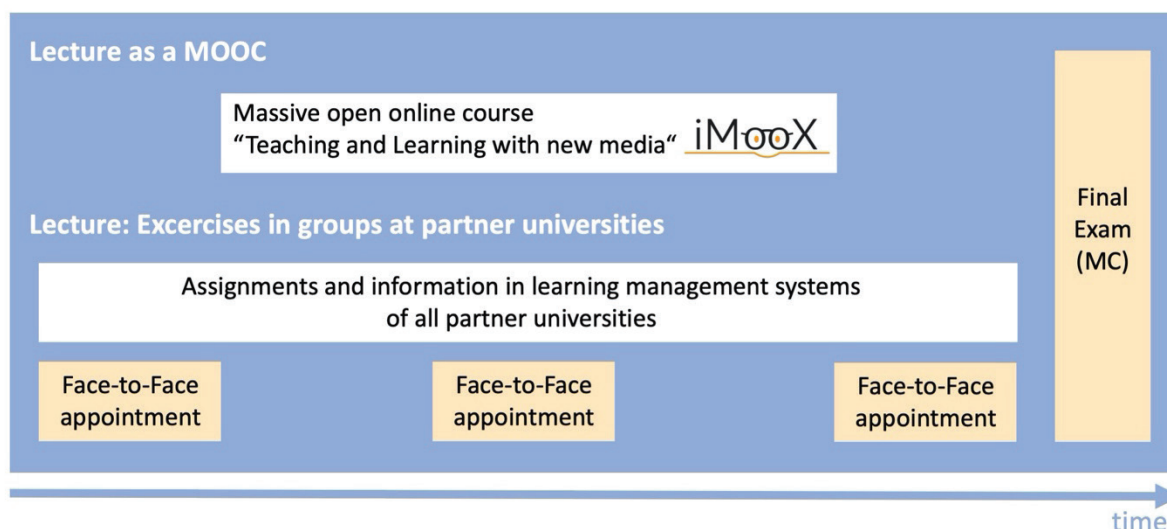 Lecture as a MOOC
Massive open online course
“Teaching and Learning with new media“ iMooX
Lecture: Excercises in groups at partner universities
Assignments and information in learning management systems
of all partner universities
Face-to-Face
appointment
Face-to-Face
appointment
Face-to-Face
appointment
Final
Exam
(MC)
time